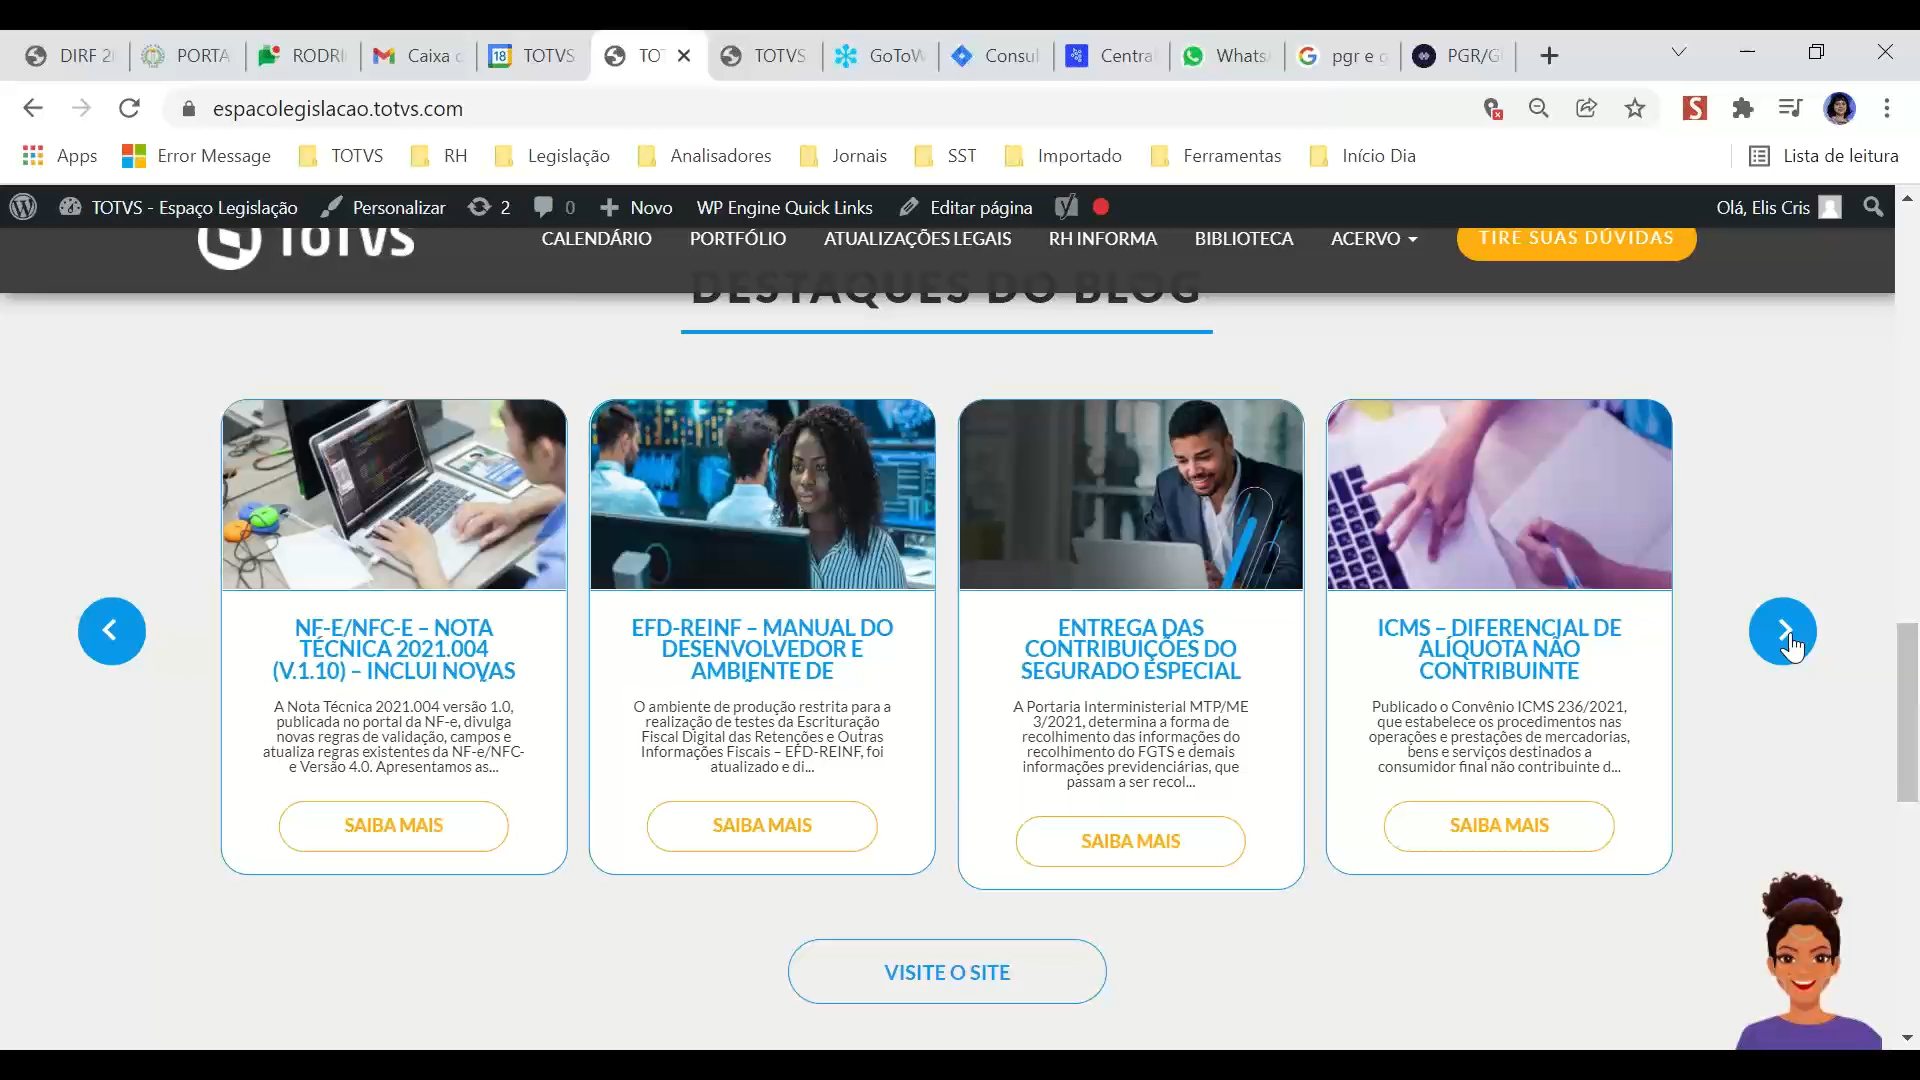 DIRF 2
PORTA
RODRI
Caixa d
18 TOTVS
TO
TOTVS
GoToW
Consul
Centra
Whats
pgr e g
PGR/G
espacolegislacao.totvs.com
S
Apps
Error Message
TOTVS
RH
Legislação
Analisadores
Jornais
SST
Importado
Ferramentas
Início Dia
Lista de leitura
TOTVS - Espaço Legislação
Personalizar
2
0
Novo
WP Engine Quick Links
Editar página
Olá, Elis Cris
TOTVS
CALENDÁRIO
PORTFÓLIO
ATUALIZAÇÕES LEGAIS
RH INFORMA
BIBLIOTECA
ACERVO
TIRE SUAS DÚVIDAS
DESTAQUES DO BLOG
NF-E/NFC-E – NOTA
TÉCNICA 2021.004
(V.1.10) – INCLUI NOVAS
A Nota Técnica 2021.004 versão 1.0,
publicada no portal da NF-e, divulga
novas regras de validação, campos e
atualiza regras existentes da NF-e/NFC-
e Versão 4.0. Apresentamos as...
SAIBA MAIS
EFD-REINF – MANUAL DO
DESENVOLVEDOR E
AMBIENTE DE
O ambiente de produção restrita para a
realização de testes da Escrituração
Fiscal Digital das Retenções e Outras
Informações Fiscais – EFD-REINF, foi
atualizado e di...
SAIBA MAIS
ENTREGA DAS
CONTRIBUIÇÕES DO
SEGURADO ESPECIAL
A Portaria Interministerial MTP/ME
3/2021, determina a forma de
recolhimento das informações do
recolhimento do FGTS e demais
informações previdenciárias, que
passam a ser recol...
SAIBA MAIS
ICMS – DIFERENCIAL DE
ALÍQUOTA NÃO
CONTRIBUINTE
Publicado o Convênio ICMS 236/2021,
que estabelece os procedimentos nas
operações e prestações de mercadorias,
bens e serviços destinados a
consumidor final não contribuinte d...
SAIBA MAIS
VISITE O SITE